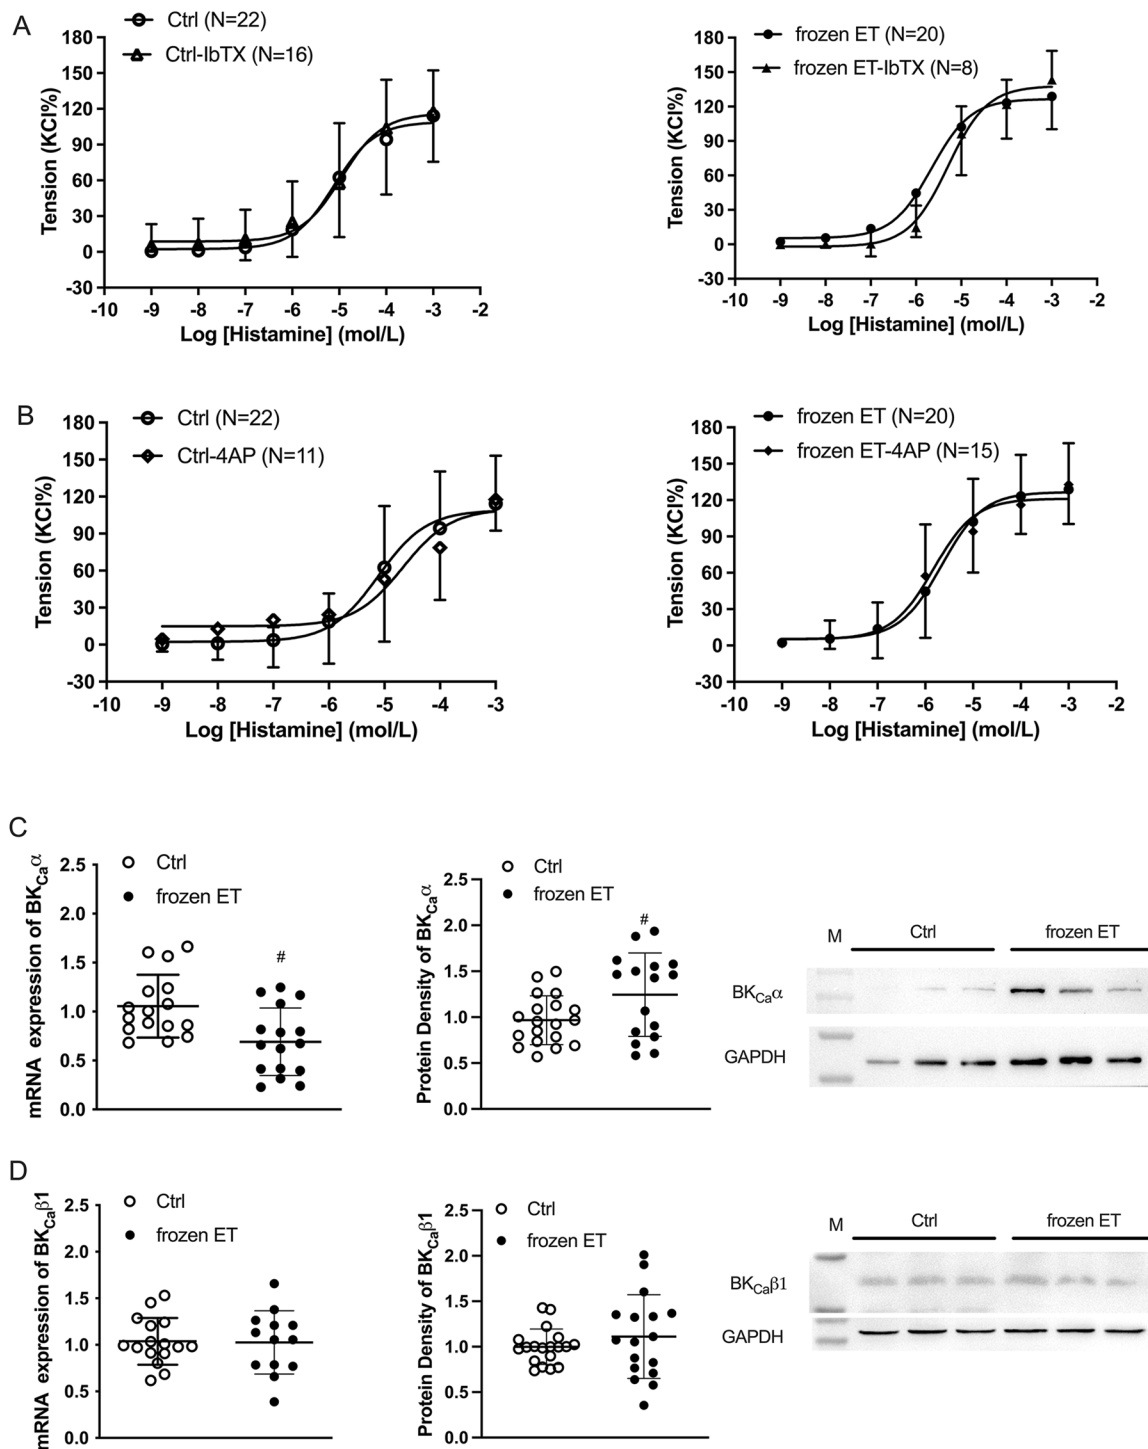 A
Ctrl (N=22)
Ctrl-IbTX (N=16)
180
150
120
90
60
30
0
-30
Tension (KCl%)
-10 -9 -8 -7 -6 -5 -4 -3 -2
Log [Histamine] (mol/L)
frozen ET (N=20)
frozen ET-IbTX (N=8)
180
150
120
90
60
30
0
-30
Tension (KCl%)
-10 -9 -8 -7 -6 -5 -4 -3 -2
Log [Histamine] (mol/L)
B
Ctrl (N=22)
Ctrl-4AP (N=11)
180
150
120
90
60
30
0
-30
Tension (KCl%)
-10 -9 -8 -7 -6 -5 -4 -3
Log [Histamine] (mol/L)
frozen ET (N=20)
frozen ET-4AP (N=15)
180
150
120
90
60
30
0
-30
Tension (KCl%)
-10 -9 -8 -7 -6 -5 -4 -3 -2
Log [Histamine] (mol/L)
C
mRNA expression of BKCaα
2.5
2.0
1.5
1.0
0.5
0.0
Ctrl
frozen ET
#
Protein Density of BKCaα
2.5
2.0
1.5
1.0
0.5
0.0
Ctrl
frozen ET
#
M Ctrl frozen ET
BKCaα
GAPDH
D
mRNA expression of BKCaβ1
2.5
2.0
1.5
1.0
0.5
0.0
Ctrl
frozen ET
Protein Density of BKCaβ1
2.5
2.0
1.5
1.0
0.5
0.0
Ctrl
frozen ET
M Ctrl frozen ET
BKCaβ1
GAPDH